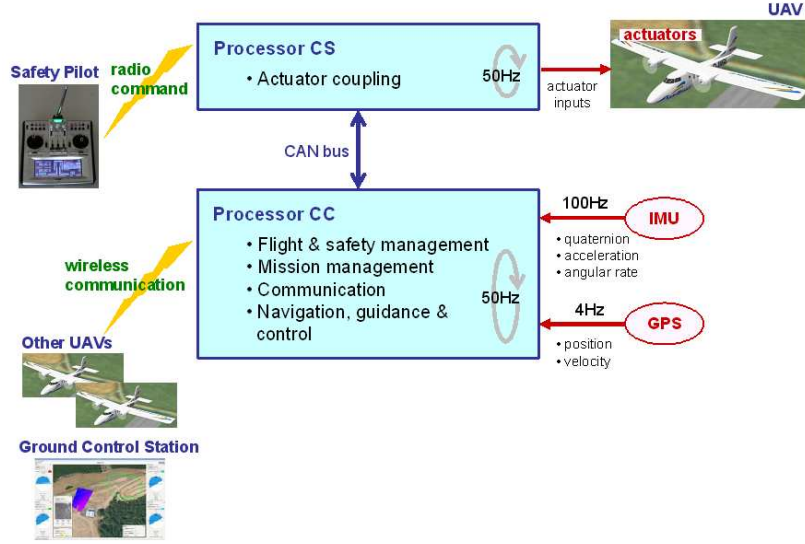 UAV
Processor CS
• Actuator coupling
50Hz
actuators
Safety Pilot
radio
command
actuator
inputs
CAN bus
Processor CC
• Flight & safety management
• Mission management
• Communication
• Navigation, guidance &
control
50Hz
100Hz
IMU
• quaternion
• acceleration
• angular rate
4Hz
GPS
• position
• velocity
wireless
communication
Other UAVs
Ground Control Station